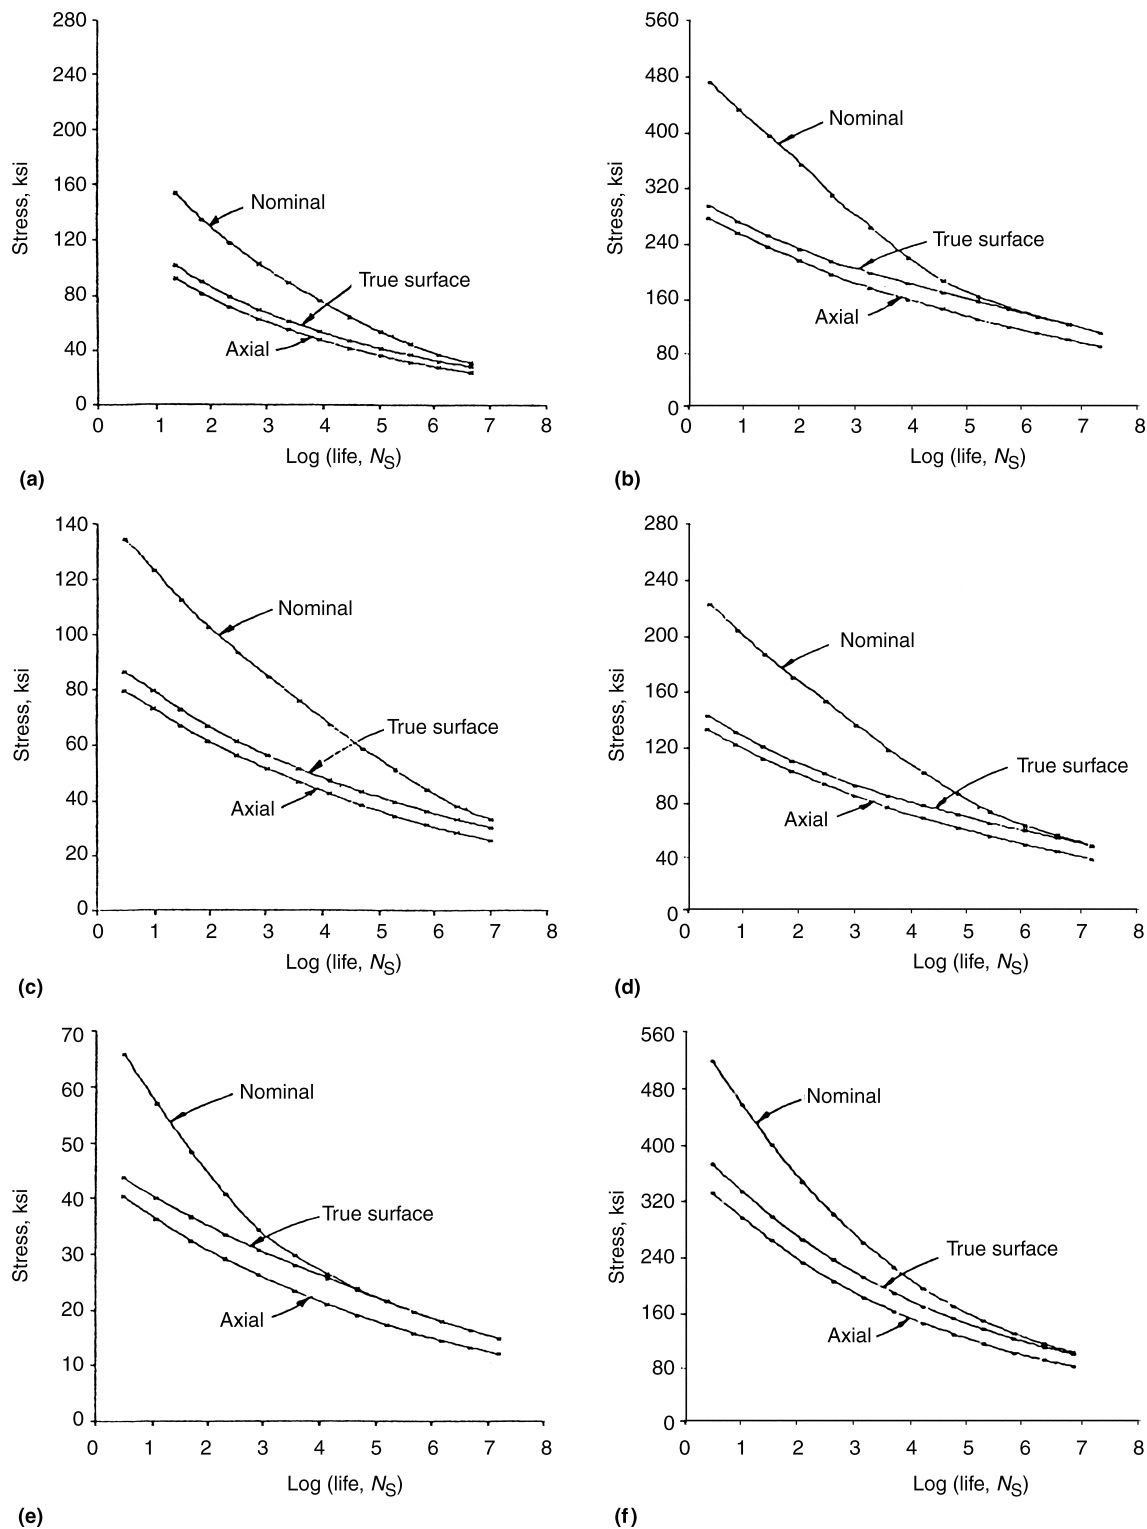 280
240
200
160
120
80
40
0
Stress, ksi
Nominal
True surface
Axial
0 1 2 3 4 5 6 7 8
Log (life, NS)
(a)
560
480
400
320
240
160
80
0
Stress, ksi
Nominal
True surface
Axial
0 1 2 3 4 5 6 7 8
Log (life, NS)
(b)
140
120
100
80
60
40
20
0
Stress, ksi
Nominal
True surface
Axial
0 1 2 3 4 5 6 7 8
Log (life, NS)
(c)
280
240
200
160
120
80
40
0
Stress, ksi
Nominal
True surface
Axial
0 1 2 3 4 5 6 7 8
Log (life, NS)
(d)
70
60
50
40
30
20
10
0
Stress, ksi
Nominal
True surface
Axial
0 1 2 3 4 5 6 7 8
Log (life, NS)
(e)
560
480
400
320
240
160
80
0
Stress, ksi
Nominal
True surface
Axial
0 1 2 3 4 5 6 7 8
Log (life, NS)
(f)